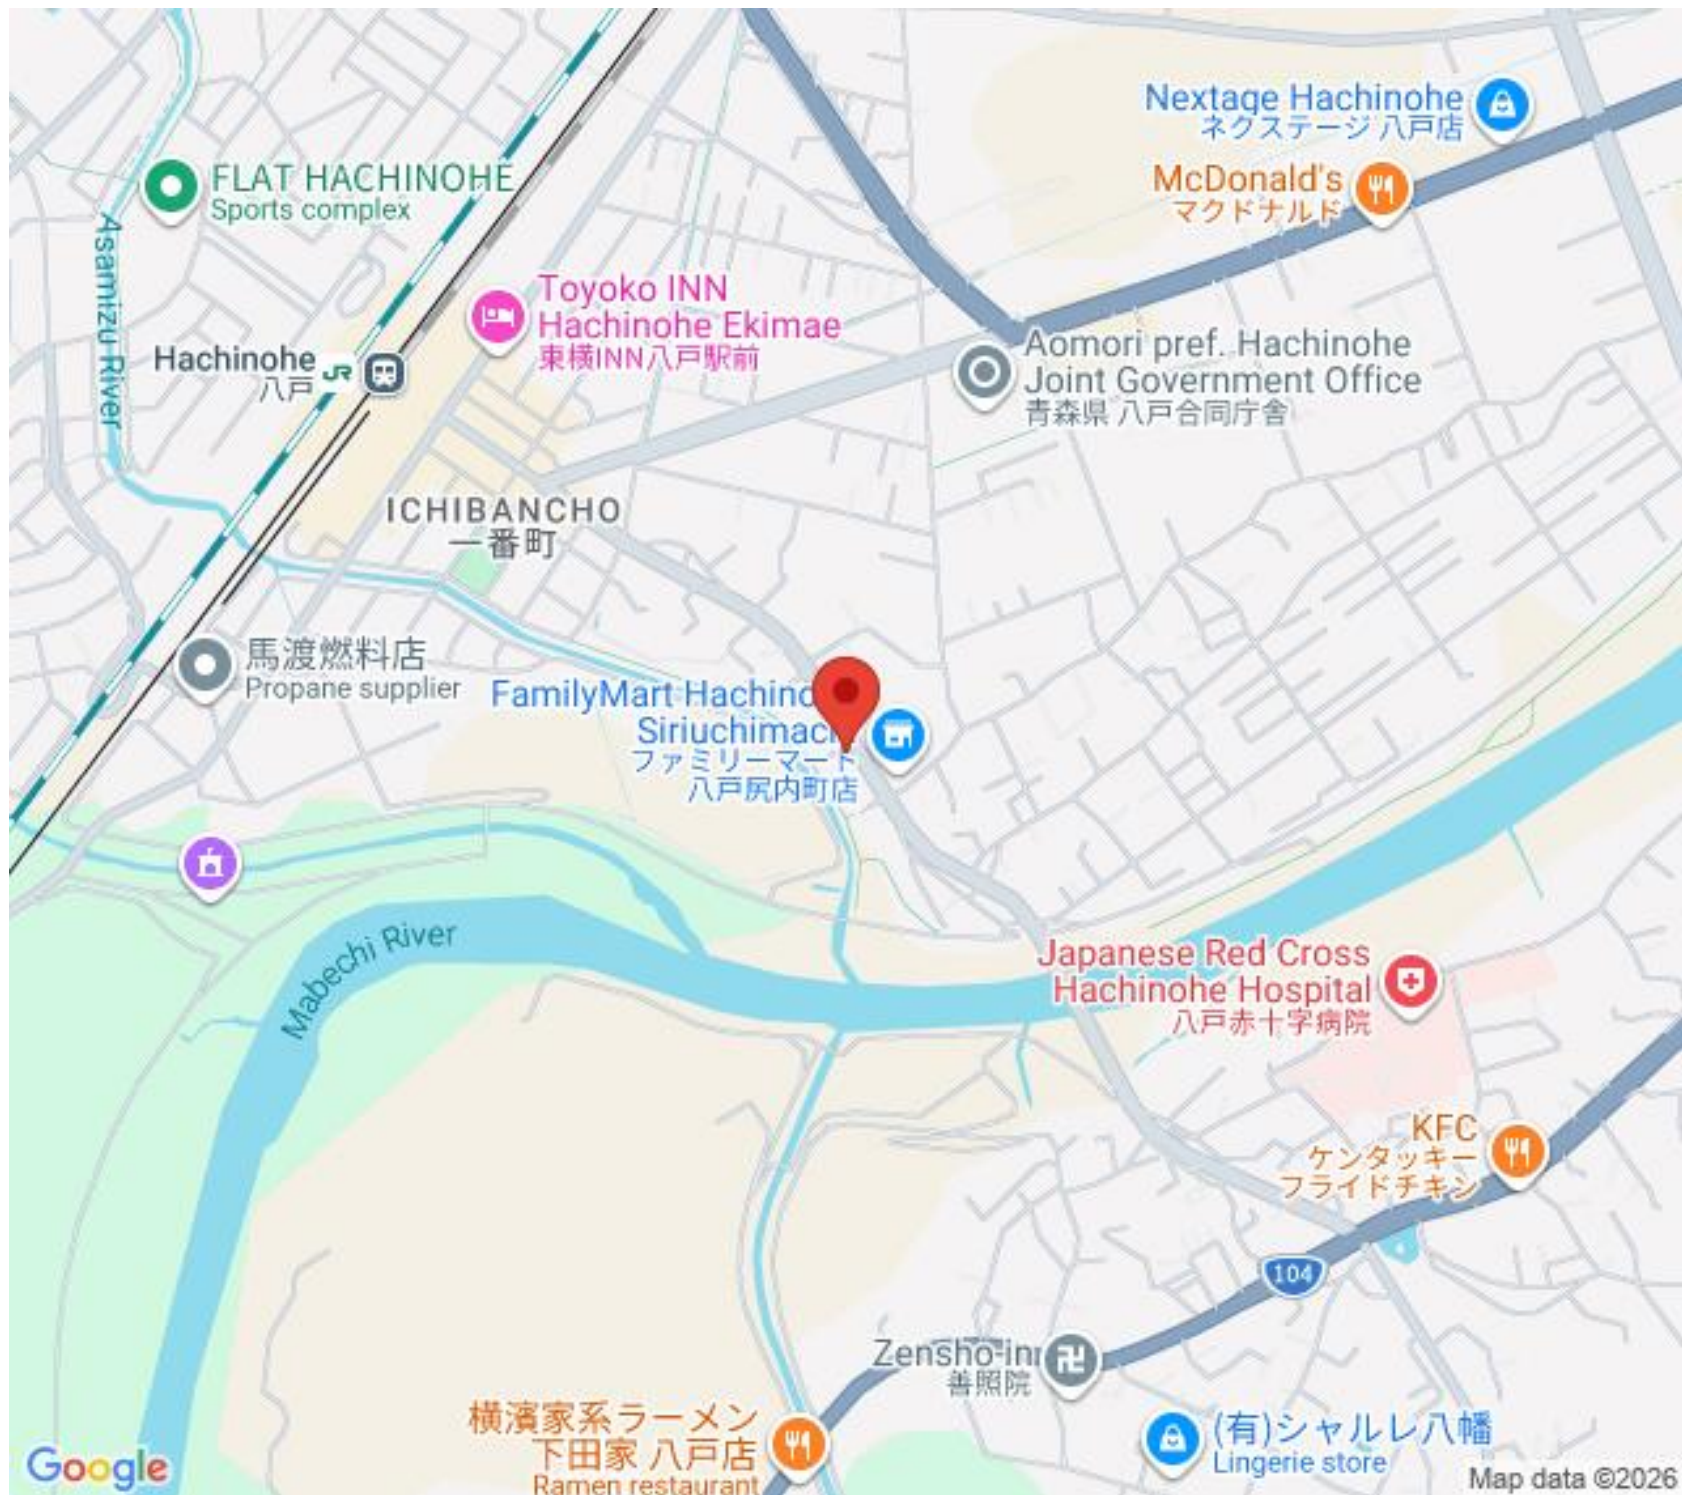 Nextage Hachinohe
ネクステージ 八戸店
McDonald's
マクドナルド
FLAT HACHINOHE
Sports complex
Asamizu River
Toyoko INN
Hachinohe Ekimae
東横INN八戸駅前
Hachinohe
八戸
JR
Aomori pref. Hachinohe
Joint Government Office
青森県 八戸合同庁舎
ICHIBANCHO
一番町
馬渡燃料店
Propane supplier
FamilyMart Hachino
Siriuchimachi
ファミリーマート
八戸尻内町店
Mabechi River
Japanese Red Cross
Hachinohe Hospital
八戸赤十字病院
KFC
ケンタッキー
フライドチキン
104
Zensho-inn
善照院
横濱家系ラーメン
下田家 八戸店
Ramen restaurant
(有)シャルレ八幡
Lingerie store
Google
Map data ©2026